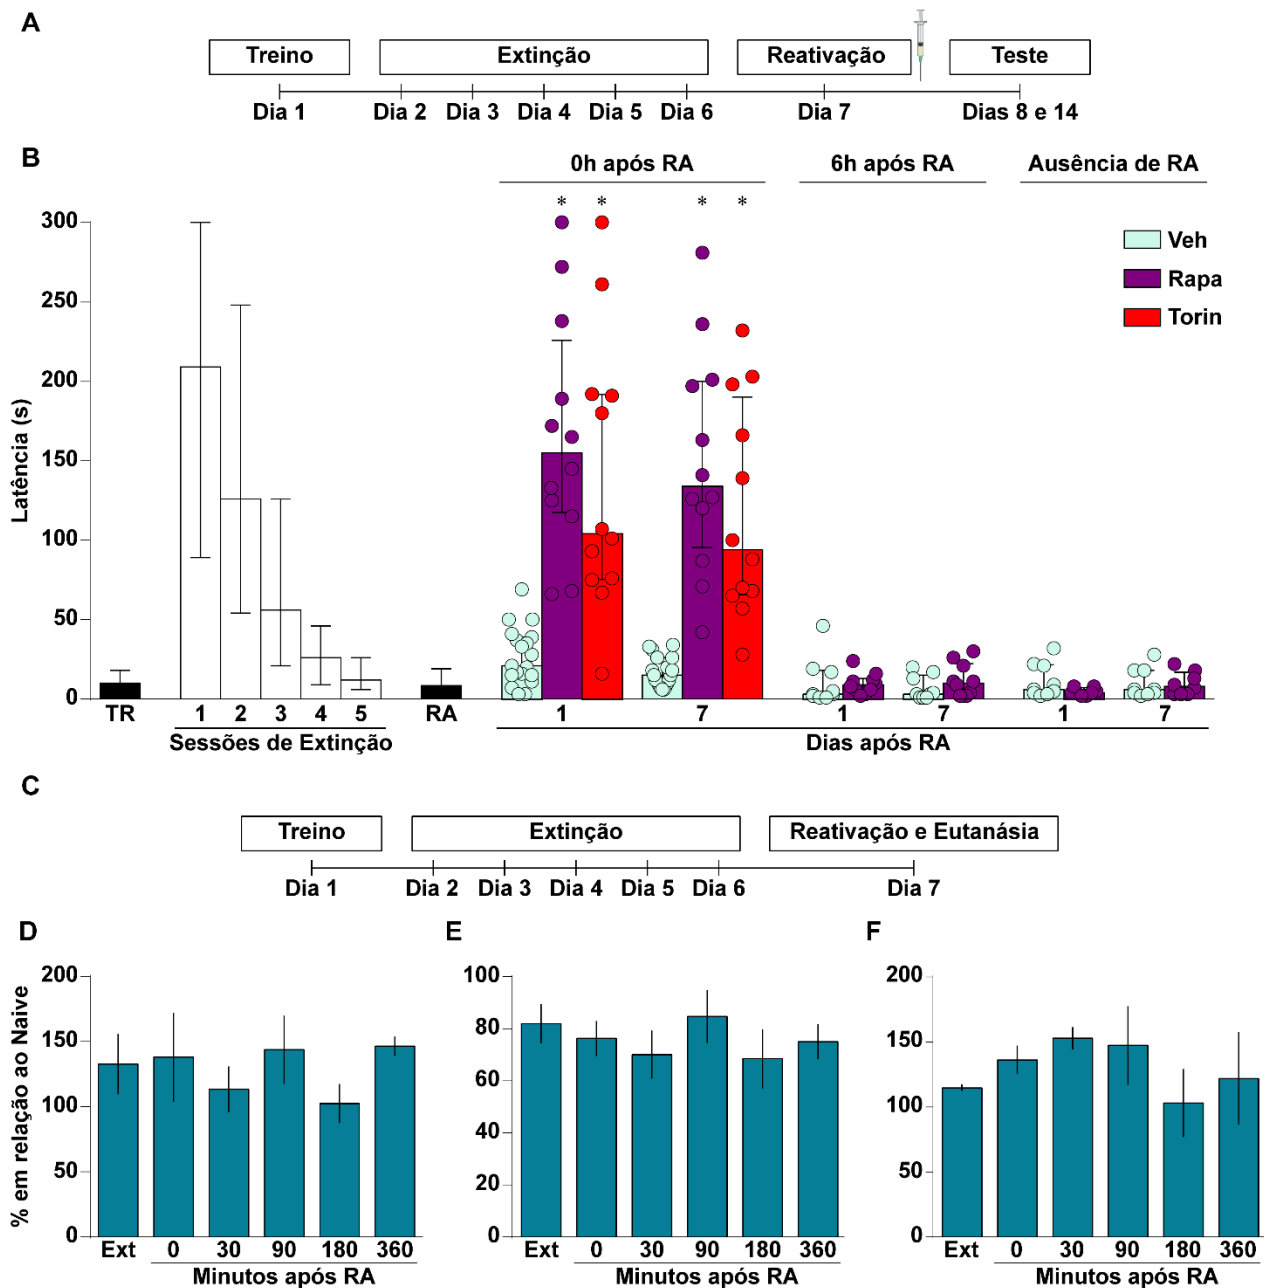 A
Treino Extinção Reativação Teste
Dia 1 Dia 2 Dia 3 Dia 4 Dia 5 Dia 6 Dia 7 Dias 8 e 14
B
0h após RA 6h após RA Ausência de RA
* * * *
300
250
200
150
100
50
0
Latência (s)
Veh
Rapa
Torin
TR 1 2 3 4 5 RA 1 7 1 7 1 7
Sessões de Extinção Dias após RA
C
Treino Extinção Reativação e Eutanásia
Dia 1 Dia 2 Dia 3 Dia 4 Dia 5 Dia 6 Dia 7
D
% em relação ao Naive
200
150
100
50
0
Ext 0 30 90 180 360
Minutos após RA
E
100
80
60
40
20
0
Ext 0 30 90 180 360
Minutos após RA
F
200
150
100
50
0
Ext 0 30 90 180 360
Minutos após RA